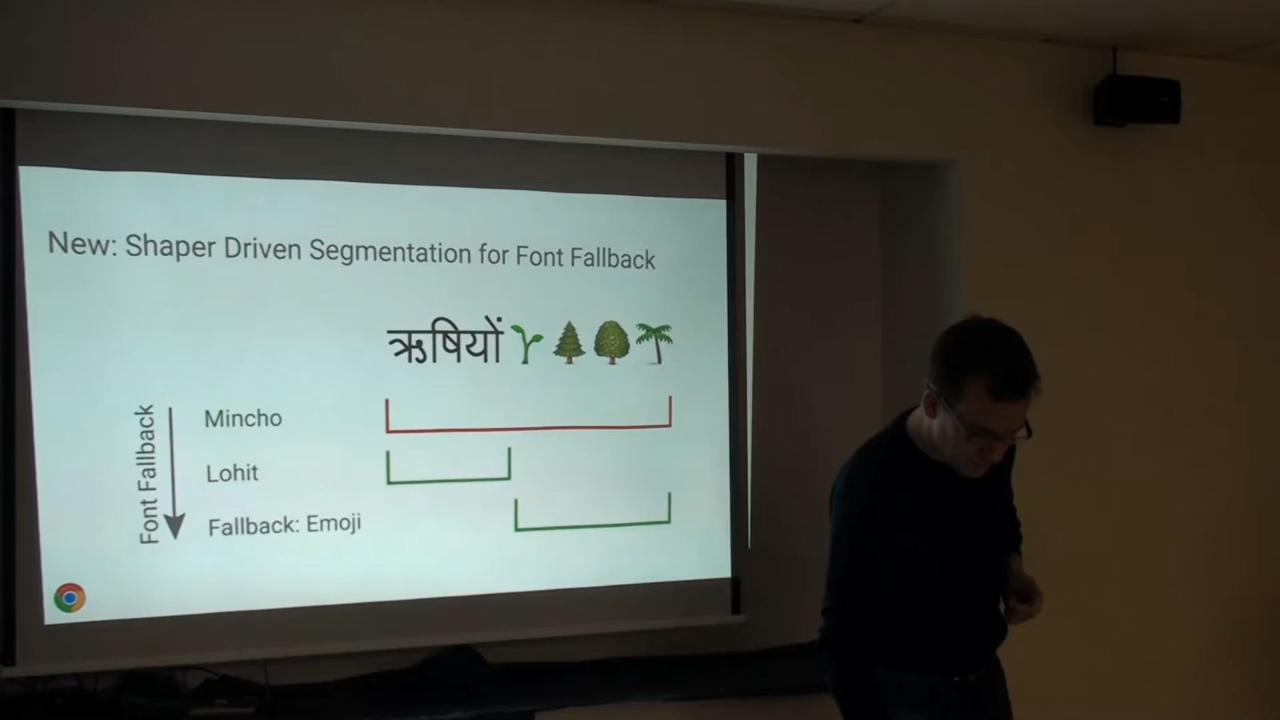 New: Shaper Driven Segmentation for Font Fallback
ऋषियों 🌱 🌲 🌳 🌴
Font Fallback
Mincho
Lohit
Fallback: Emoji